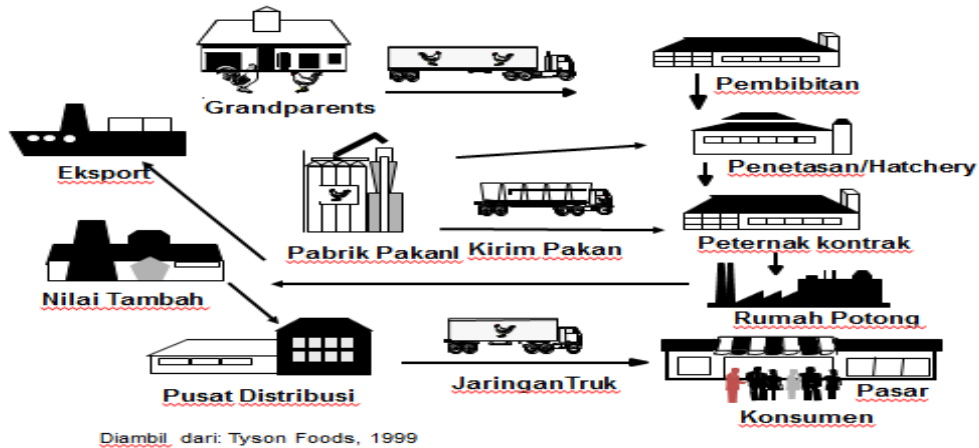 Grandparents
Pembibitan
Eksport
Penetasan/Hatchery
Pabrik Pakanl
Kirim Pakan
Peternak kontrak
Nilai Tambah
Rumah Potong
Pusat Distribusi
JaringanTruk
Pasar
Konsumen
Diambil dari: Tyson Foods, 1999